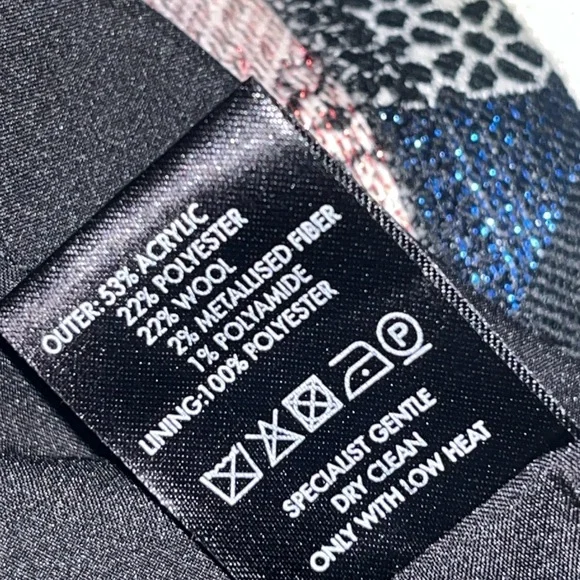 OUTER: 53% ACRYLIC
22% POLYESTER
22% WOOL
2% METALLISED FIBER
1% POLYAMIDE
LINING:100% POLYESTER
P
SPECIALIST GENTLE
DRY CLEAN
ONLY WITH LOW HEAT